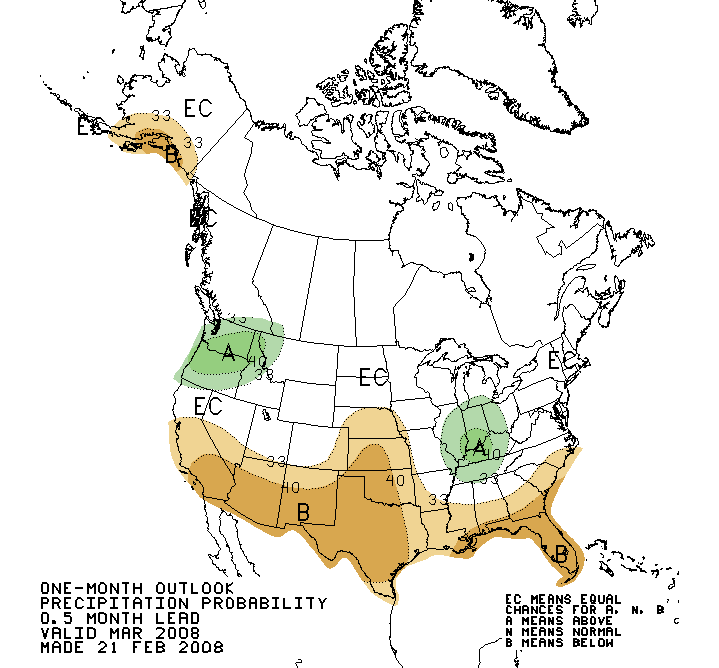 33
EC
EC
33
B
EC
33
A
40
33
EC
EC
EC
A
40
33
33
40
40
33
B
B
ONE-MONTH OUTLOOK
PRECIPITATION PROBABILITY
0.5 MONTH LEAD
VALID MAR 2008
MADE 21 FEB 2008
EC MEANS EQUAL
CHANCES FOR A, N, B
A MEANS ABOVE
N MEANS NORMAL
B MEANS BELOW